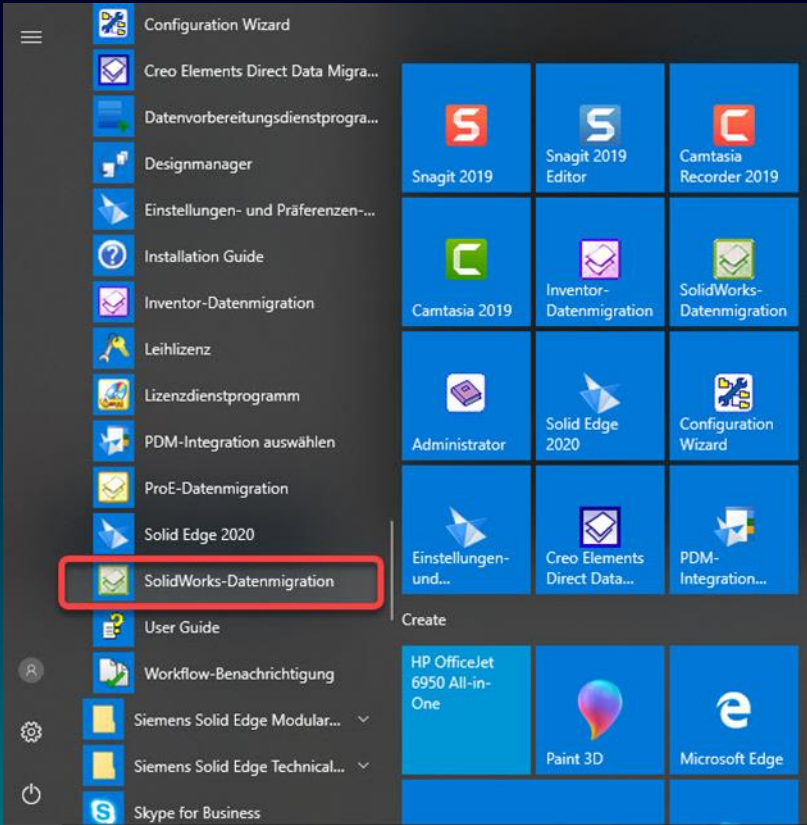 Configuration Wizard
Creo Elements Direct Data Migra...
Datenvorbereitungsdienstprogra...
Designmanager
Einstellungen- und Präferenzen-...
Installation Guide
Inventor-Datenmigration
Leihlizenz
Lizenzdienstprogramm
PDM-Integration auswählen
ProE-Datenmigration
Solid Edge 2020
SolidWorks-Datenmigration
User Guide
Workflow-Benachrichtigung
Siemens Solid Edge Modular...
Siemens Solid Edge Technical...
Skype for Business
Snagit 2019
Snagit 2019
Editor
Camtasia
Recorder 2019
Camtasia 2019
Inventor-
Datenmigration
SolidWorks-
Datenmigration
Administrator
Solid Edge
2020
Configuration
Wizard
Einstellungen-
und...
Creo Elements
Direct Data...
PDM-
Integration...
Create
HP OfficeJet
6950 All-in-
One
Paint 3D
Microsoft Edge